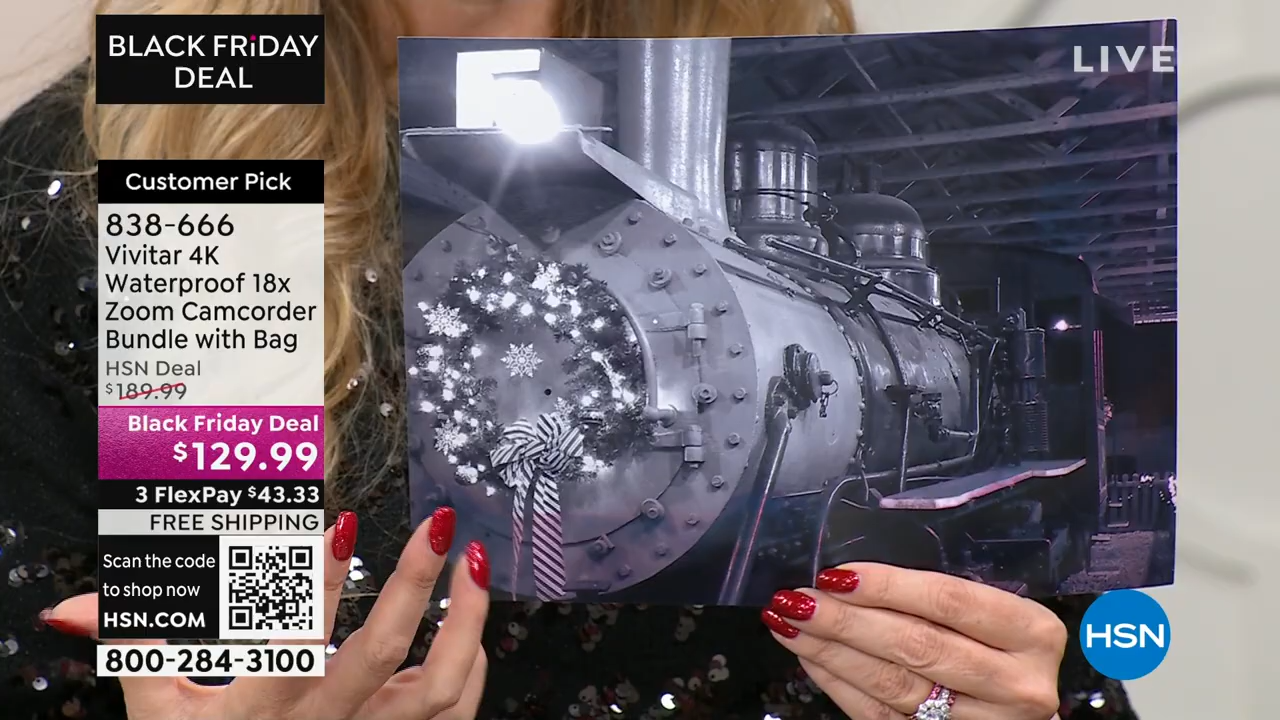 BLACK FRiDAY
DEAL
LIVE
Customer Pick
838-666
Vivitar 4K
Waterproof 18x
Zoom Camcorder
Bundle with Bag
HSN Deal
$189.99
Black Friday Deal
$129.99
3 FlexPay $43.33
FREE SHIPPING
Scan the code
to shop now
HSN.COM
800-284-3100
HSN